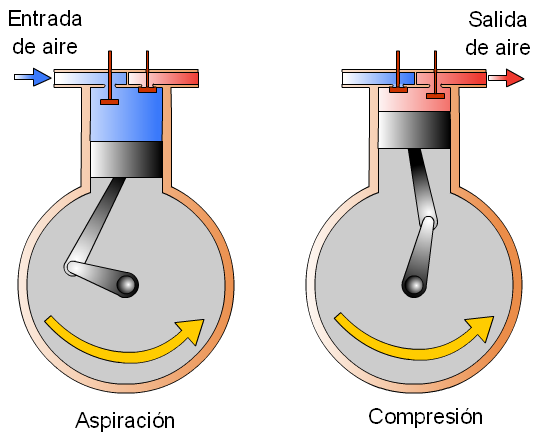 Entrada
de aire
Salida
de aire
Aspiración
Compresión